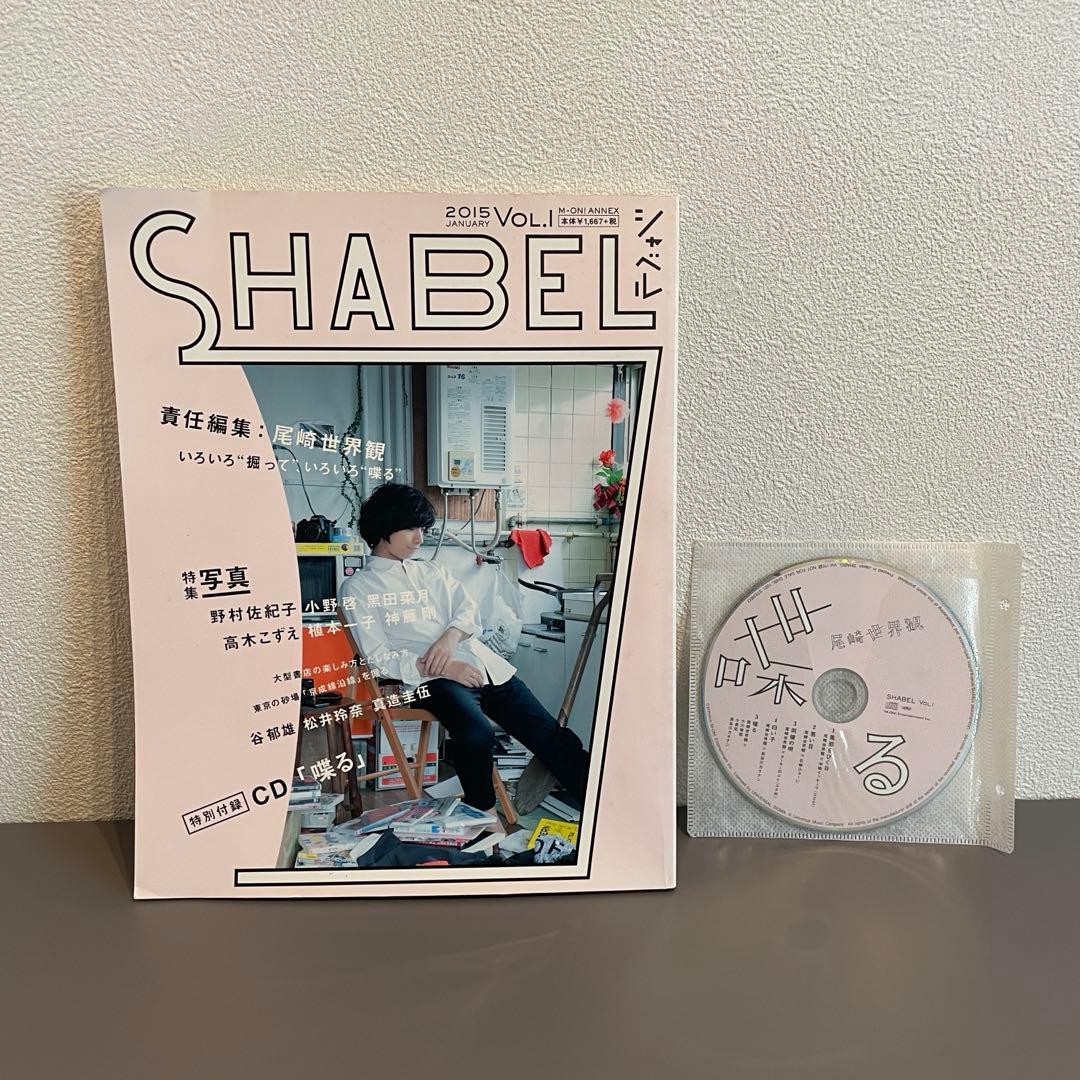 2015
JANUARY
VOL.1
M-ON! ANNEX
本体¥1,667+税
SHABEL
シャベル
責任編集:尾崎世界観
いろいろ“掘って”、いろいろ“喋る”
特集 写真
野村佐紀子 小野啓 黒田菜月
高木こずえ 植本一子 神藤剛
大型書店の楽しみ方とたしなみ方
東京の砂場「京成線沿線」を掘る
谷郁雄 松井玲奈 真造圭伍
特別付録 CD「喋る」
喋る
尾崎世界観
SHABEL VOL.1
M-ON! Entertainment Inc.